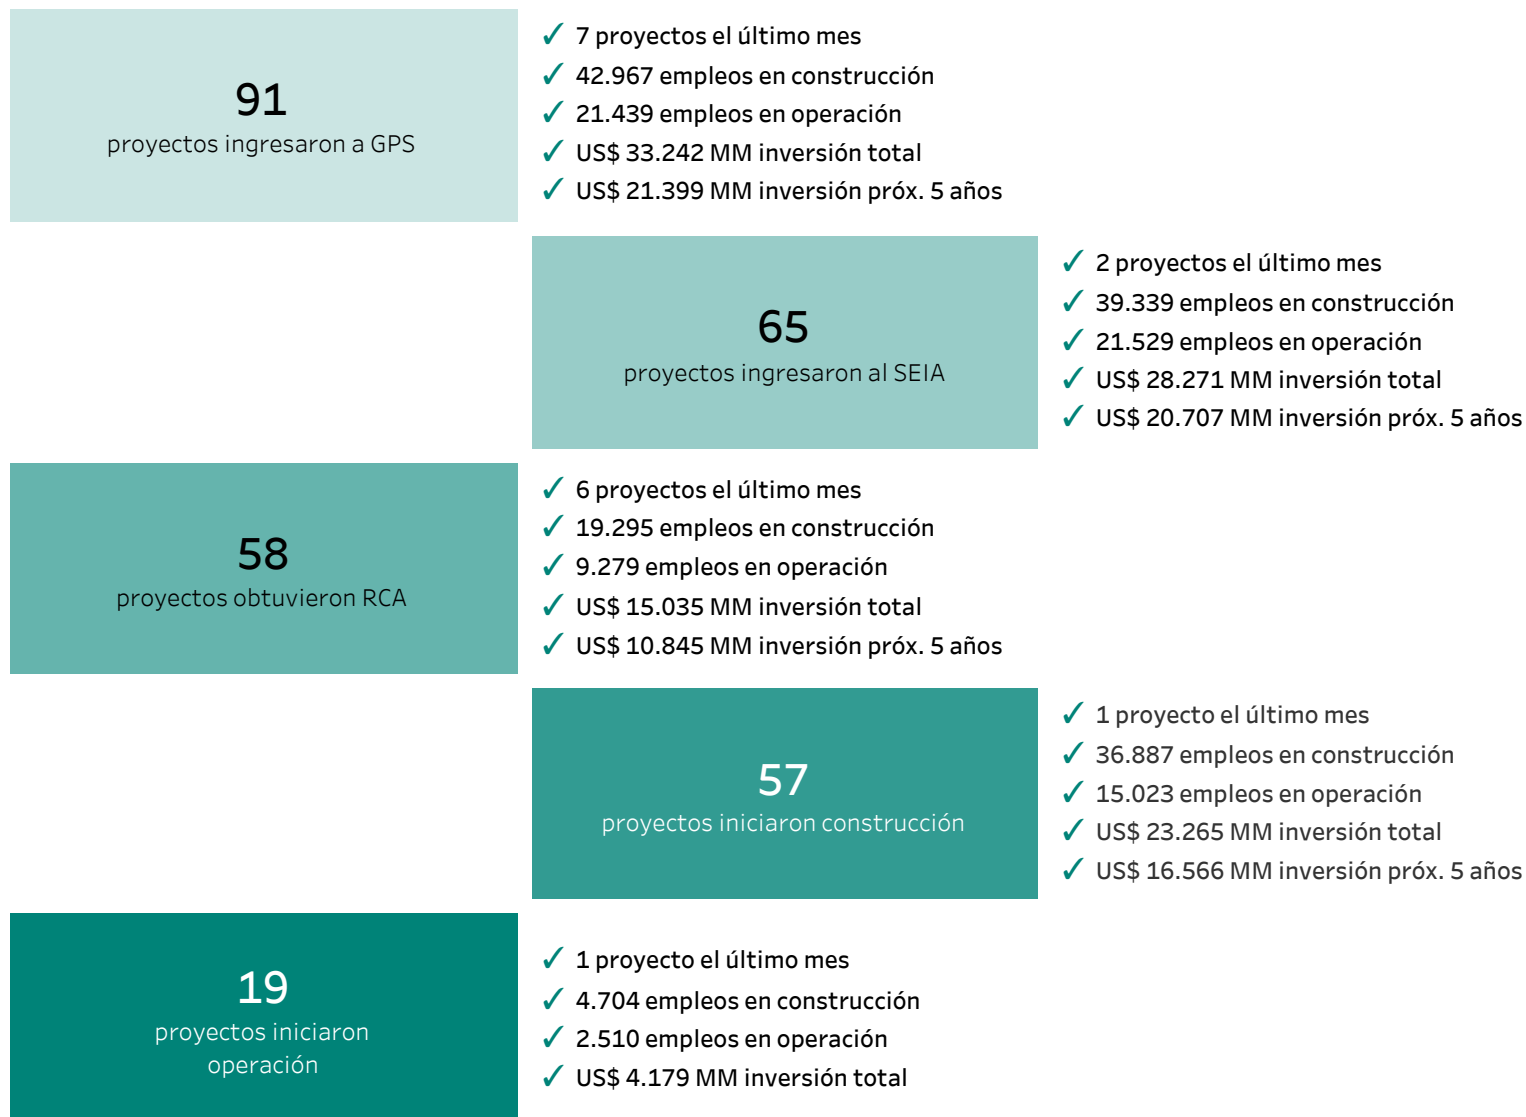 91
proyectos ingresaron a GPS
✓ 7 proyectos el último mes
✓ 42.967 empleos en construcción
✓ 21.439 empleos en operación
✓ US$ 33.242 MM inversión total
✓ US$ 21.399 MM inversión próx. 5 años
65
proyectos ingresaron al SEIA
✓ 2 proyectos el último mes
✓ 39.339 empleos en construcción
✓ 21.529 empleos en operación
✓ US$ 28.271 MM inversión total
✓ US$ 20.707 MM inversión próx. 5 años
58
proyectos obtuvieron RCA
✓ 6 proyectos el último mes
✓ 19.295 empleos en construcción
✓ 9.279 empleos en operación
✓ US$ 15.035 MM inversión total
✓ US$ 10.845 MM inversión próx. 5 años
57
proyectos iniciaron construcción
✓ 1 proyecto el último mes
✓ 36.887 empleos en construcción
✓ 15.023 empleos en operación
✓ US$ 23.265 MM inversión total
✓ US$ 16.566 MM inversión próx. 5 años
19
proyectos iniciaron
operación
✓ 1 proyecto el último mes
✓ 4.704 empleos en construcción
✓ 2.510 empleos en operación
✓ US$ 4.179 MM inversión total